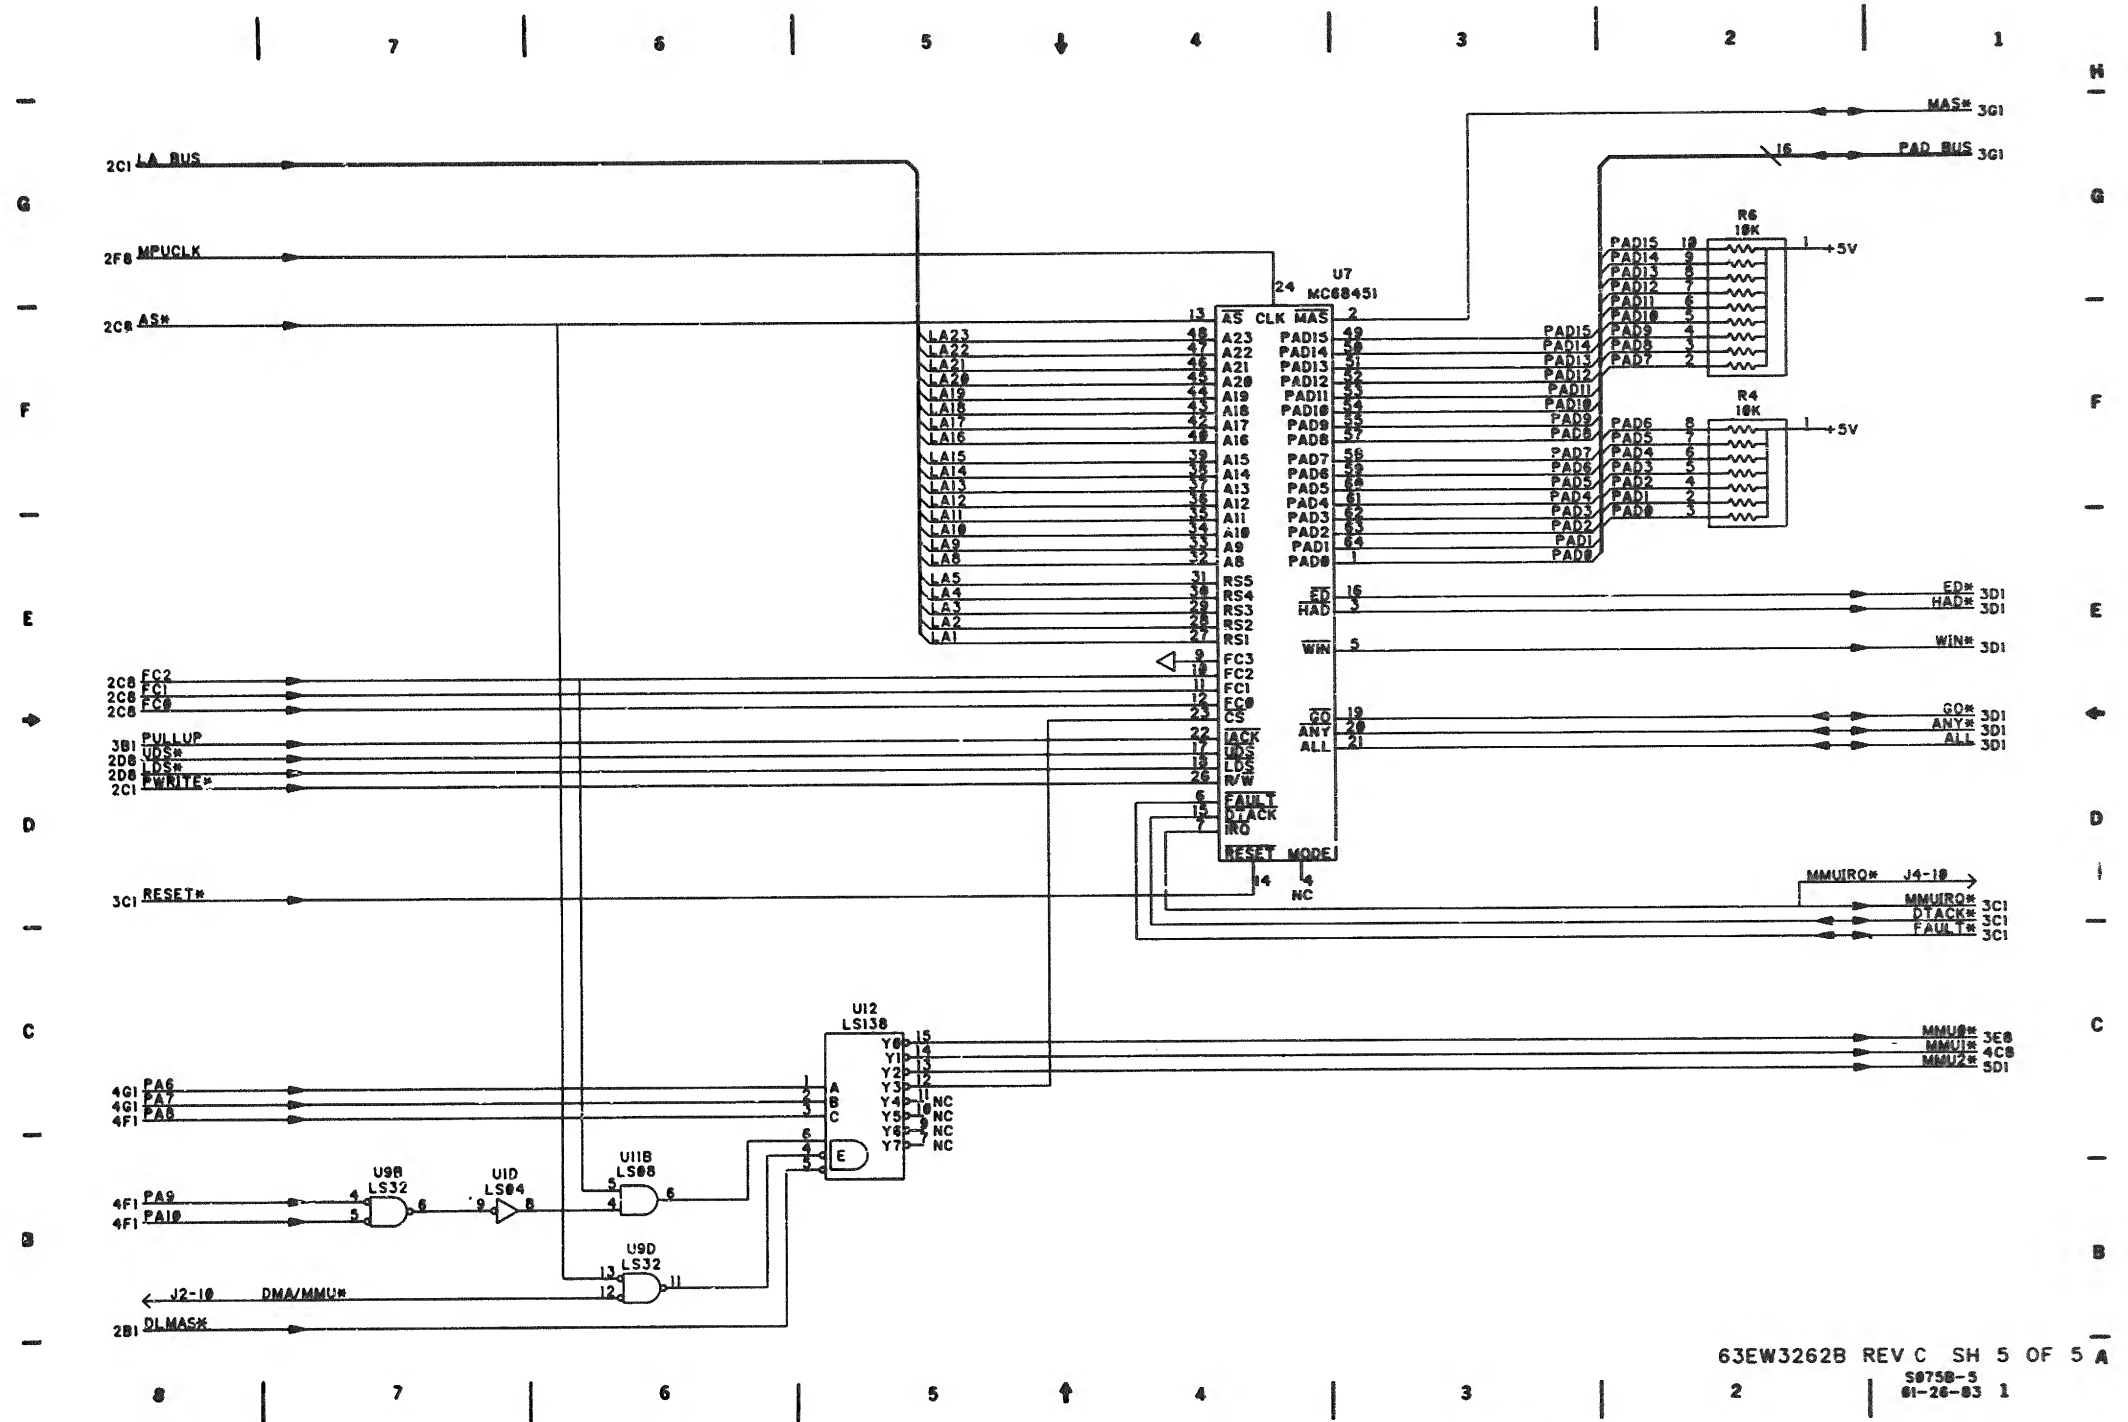 7 6 5 4 3 2 1
H
MAS* 3G1
2C1 LA BUS
16 PAD BUS 3G1
G G
R6
10K
2F8 MPUCLK
PAD15 10 1 +5V
PAD14 9
PAD13 8
PAD12 7
PAD11 6
PAD10 5
PAD9 4
PAD8 3
PAD7 2
U7
24 MC68451
2C8 AS*
13 AS CLK MAS 2
LA23 48 A23 PAD15 49 PAD15
LA22 47 A22 PAD14 50 PAD14
LA21 46 A21 PAD13 51 PAD13
LA20 45 A20 PAD12 52 PAD12
LA19 44 A19 PAD11 53 PAD11
LA18 43 A18 PAD10 54 PAD10
LA17 42 A17 PAD9 55 PAD9
LA16 40 A16 PAD8 57 PAD8
F F
R4
10K
PAD6 8 1 +5V
PAD5 7
PAD4 6
PAD3 5
PAD2 4
PAD1 2
PAD0 3
LA15 39 A15 PAD7 58 PAD7
LA14 38 A14 PAD6 59 PAD6
LA13 37 A13 PAD5 60 PAD5
LA12 36 A12 PAD4 61 PAD4
LA11 35 A11 PAD3 62 PAD3
LA10 34 A10 PAD2 63 PAD2
LA9 33 A9 PAD1 64 PAD1
LA8 32 A8 PAD0 1 PAD0
LA5 31 RS5
LA4 30 RS4 ED 16 ED* 3D1
LA3 29 RS3 HAD 3 HAD* 3D1
LA2 28 RS2
LA1 27 RS1
E E
WIN 5 WIN* 3D1
9 FC3
2C8 FC2 10 FC2
2C8 FC1 11 FC1
2C8 FC0 12 FC0
23 CS GO 19 GO* 3D1
ANY 20 ANY* 3D1
3B1 PULLUP 22 IACK ALL 21 ALL 3D1
2D8 UDS* 17 UDS
2D8 LDS* 18 LDS
2C1 PWRITE* 26 R/W
6 FAULT
15 DTACK
7 IRQ
D D
RESET MODE
14 4
NC
3C1 RESET*
MMUIRQ* J4-10
MMUIRQ* 3C1
DTACK* 3C1
FAULT* 3C1
U12
LS138
C C
Y0 15 MMU0* 3E8
Y1 14 MMU1* 4C8
Y2 13 MMU2* 5D1
4G1 PA6 1 A Y3 12
4G1 PA7 2 B Y4 11 NC
4F1 PA8 3 C Y5 10 NC
Y6 9 NC
Y7 7 NC
6
4 E
5
U9B
LS32
U1D
LS04
U11B
LS08
4F1 PA9 4 6 9 8 5 6
4F1 PA10 5 4
B B
U9D
LS32
13 11
J2-10 DMA/MMU* 12
2B1 DLMAS*
63EW3262B REV C SH 5 OF 5 A
S075B-5
01-26-83
8 7 6 5 4 3 2 1